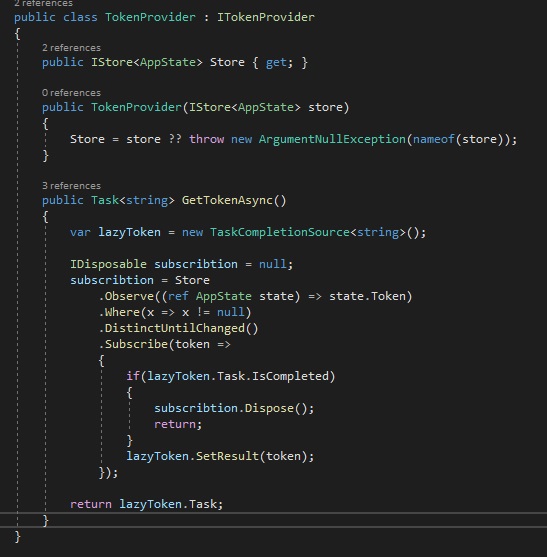 2 references
public class TokenProvider : ITokenProvider
{
2 references
public IStore<AppState> Store { get; }
0 references
public TokenProvider(IStore<AppState> store)
{
Store = store ?? throw new ArgumentNullException(nameof(store));
}
3 references
public Task<string> GetTokenAsync()
{
var lazyToken = new TaskCompletionSource<string>();
IDisposable subscribtion = null;
subscribtion = Store
.Observe((ref AppState state) => state.Token)
.Where(x => x != null)
.DistinctUntilChanged()
.Subscribe(token =>
{
if(lazyToken.Task.IsCompleted)
{
subscribtion.Dispose();
return;
}
lazyToken.SetResult(token);
});
return lazyToken.Task;
}
}